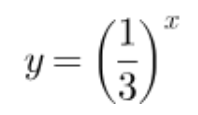 y = (1/3)^x